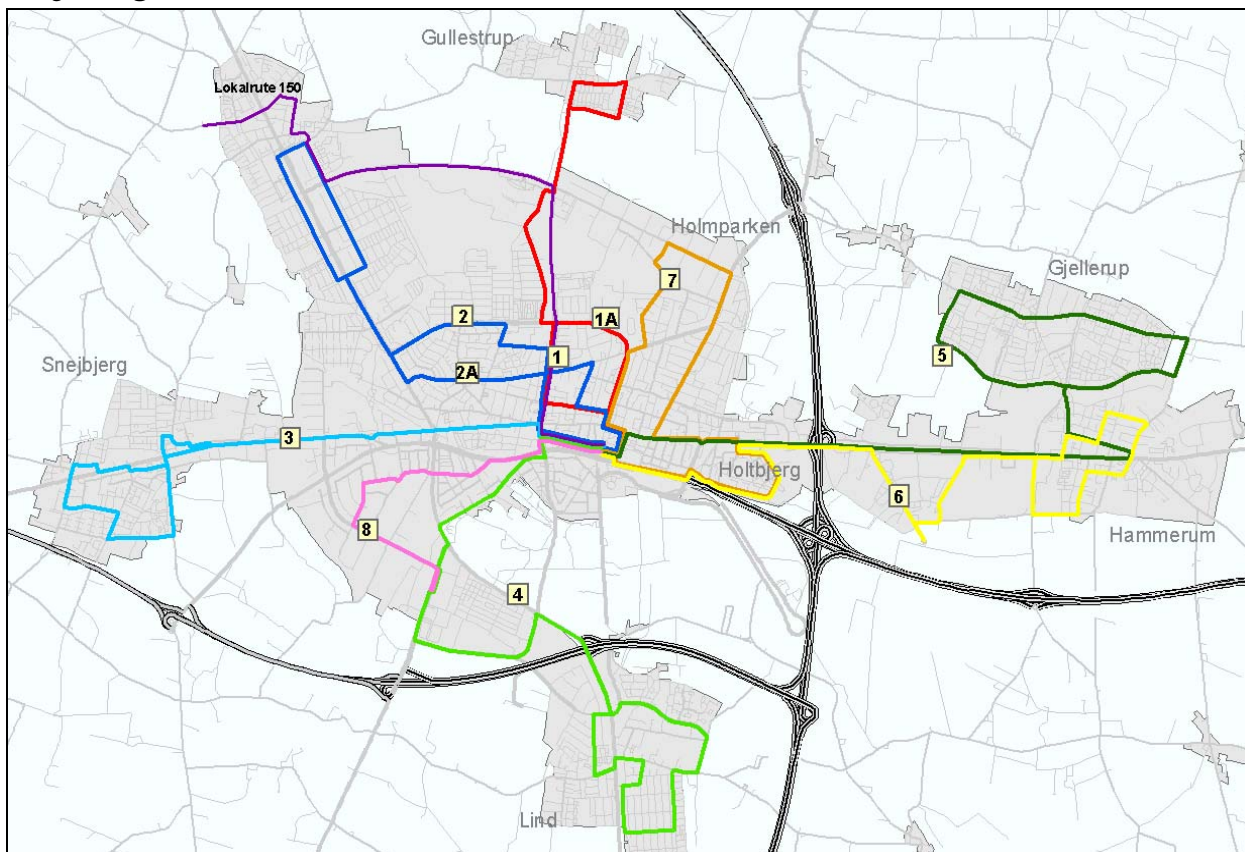 Gullestrup
Lokalrute 150
Holmparken
7
Gjellerup
2
1A
1
5
2A
Snejbjerg
3
Holtbjerg
6
8
Hammerum
4
Lind